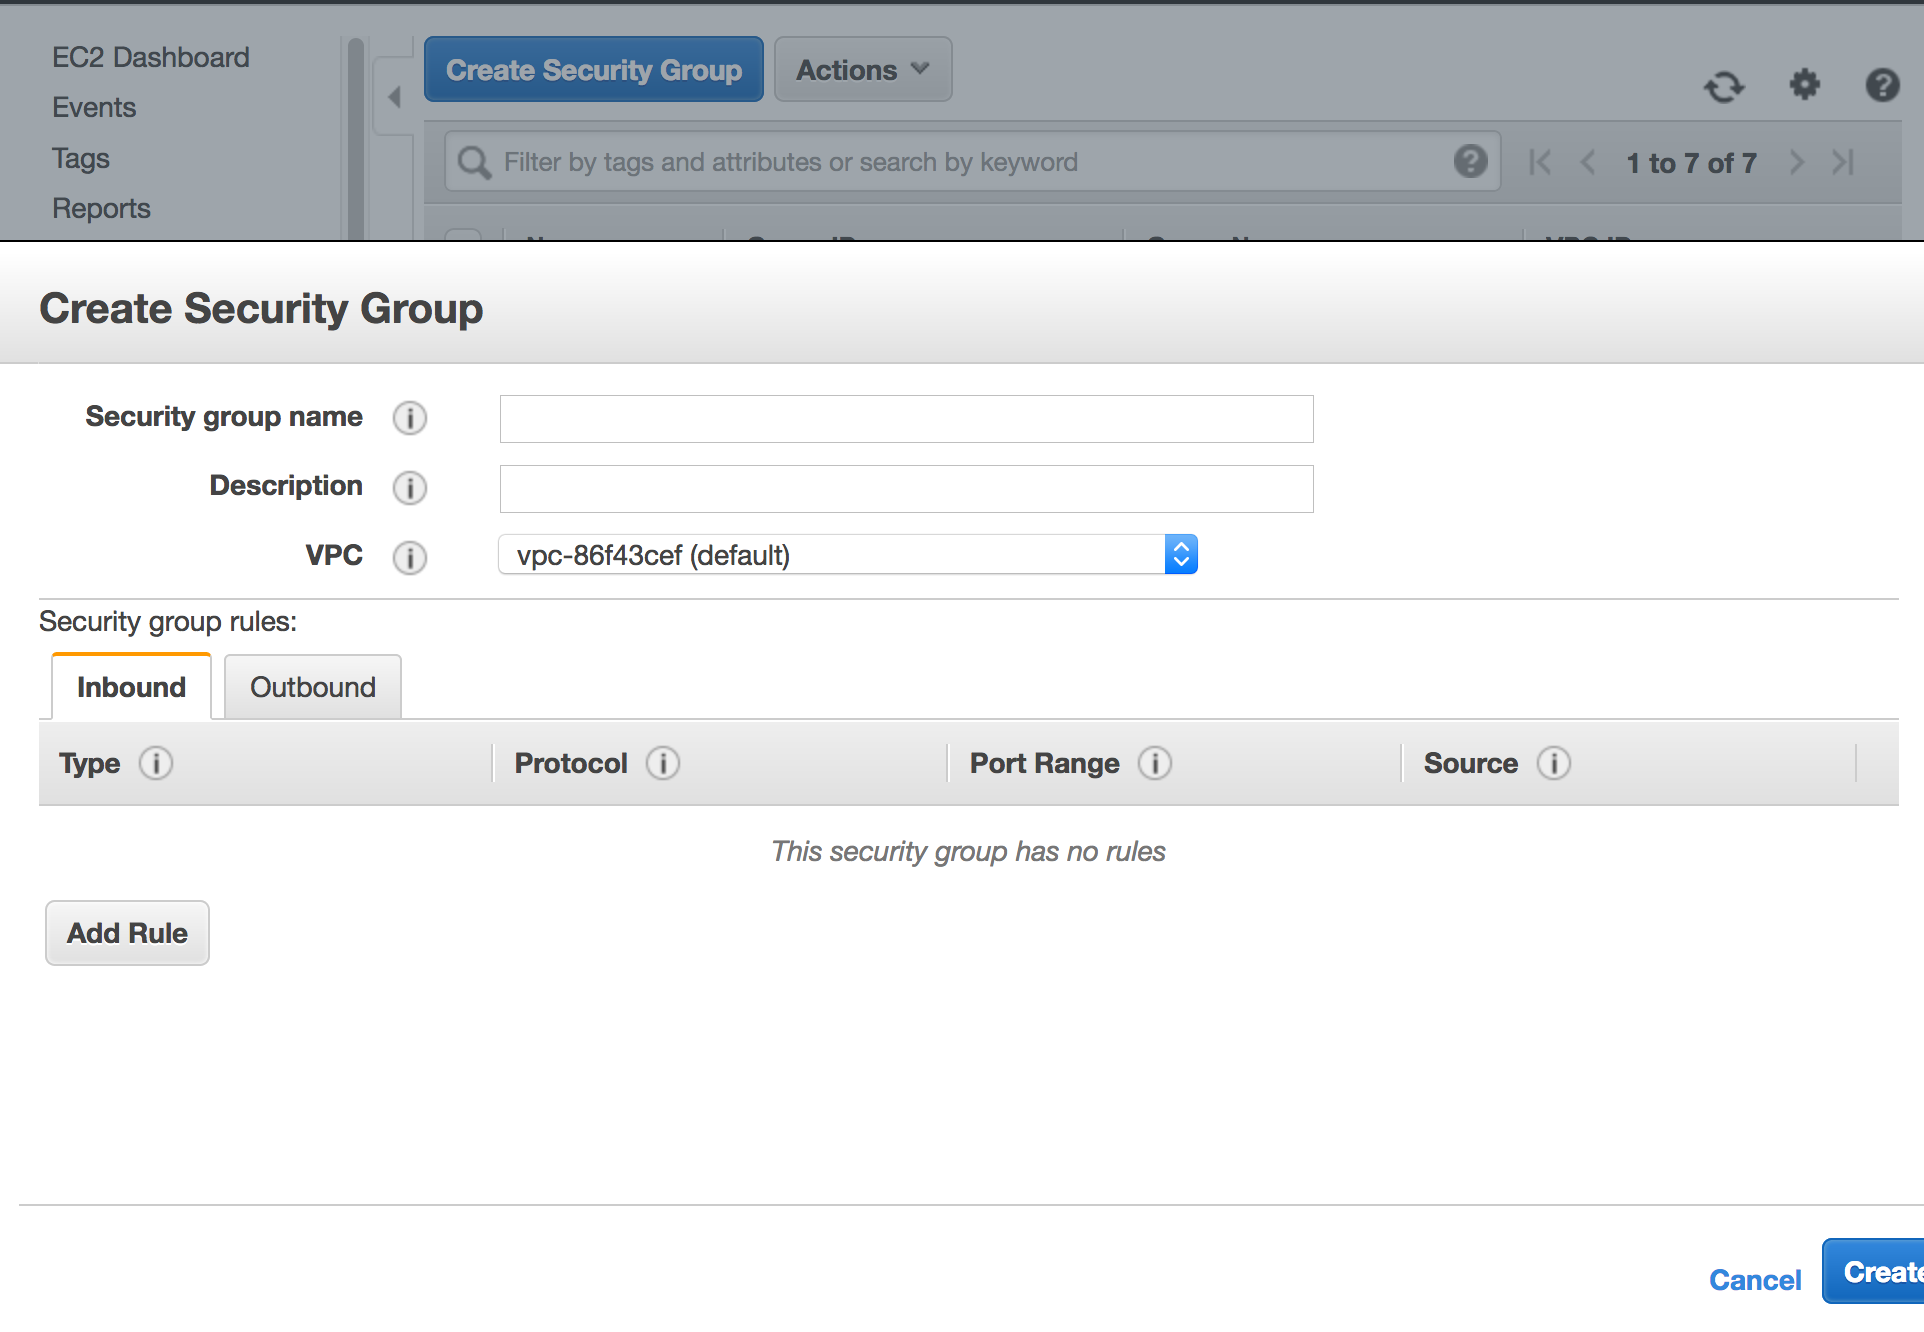 EC2 Dashboard
Events
Tags
Reports
Create Security Group
Actions
Filter by tags and attributes or search by keyword
1 to 7 of 7
Create Security Group
Security group name
Description
VPC
vpc-86f43cef (default)
Security group rules:
Inbound
Outbound
Type
Protocol
Port Range
Source
This security group has no rules
Add Rule
Cancel
Create